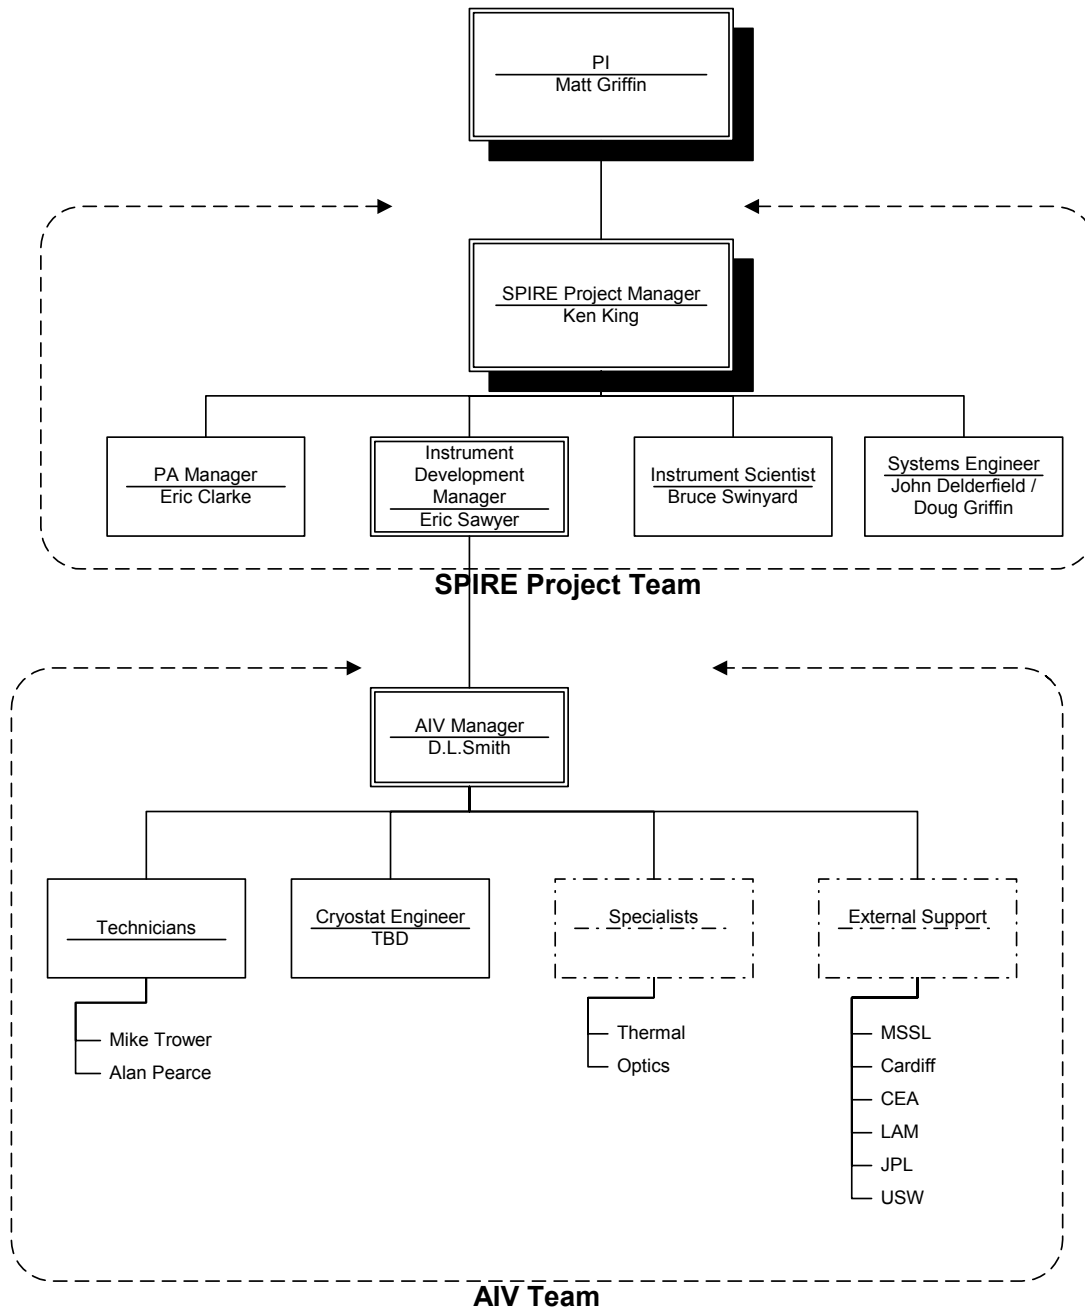 PI
Matt Griffin
SPIRE Project Manager
Ken King
PA Manager
Eric Clarke
Instrument
Development
Manager
Eric Sawyer
Instrument Scientist
Bruce Swinyard
Systems Engineer
John Delderfield /
Doug Griffin
SPIRE Project Team
AIV Manager
D.L.Smith
Technicians
Cryostat Engineer
TBD
Specialists
External Support
Mike Trower
Alan Pearce
Thermal
Optics
MSSL
Cardiff
CEA
LAM
JPL
USW
AIV Team